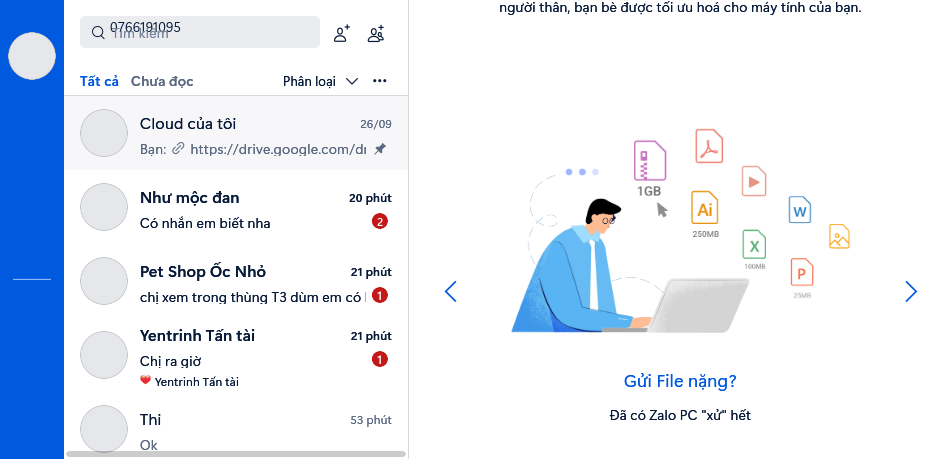 0766191095
Tìm kiếm
Tất cả Chưa đọc Phân loại
Cloud của tôi 26/09
Bạn: https://drive.google.com/dr
Như mộc đan 20 phút
Có nhắn em biết nha 2
Pet Shop Ốc Nhỏ 21 phút
chị xem trong thùng T3 dùm em có 1
Yentrinh Tấn tài 21 phút
Chị ra giờ 1
Yentrinh Tấn tài
Thi 53 phút
Ok
người thân, bạn bè được tối ưu hoá cho máy tính của bạn.
1GB
Ai
250MB
W
X
100MB
P
25MB
Gửi File nặng?
Đã có Zalo PC "xử" hết